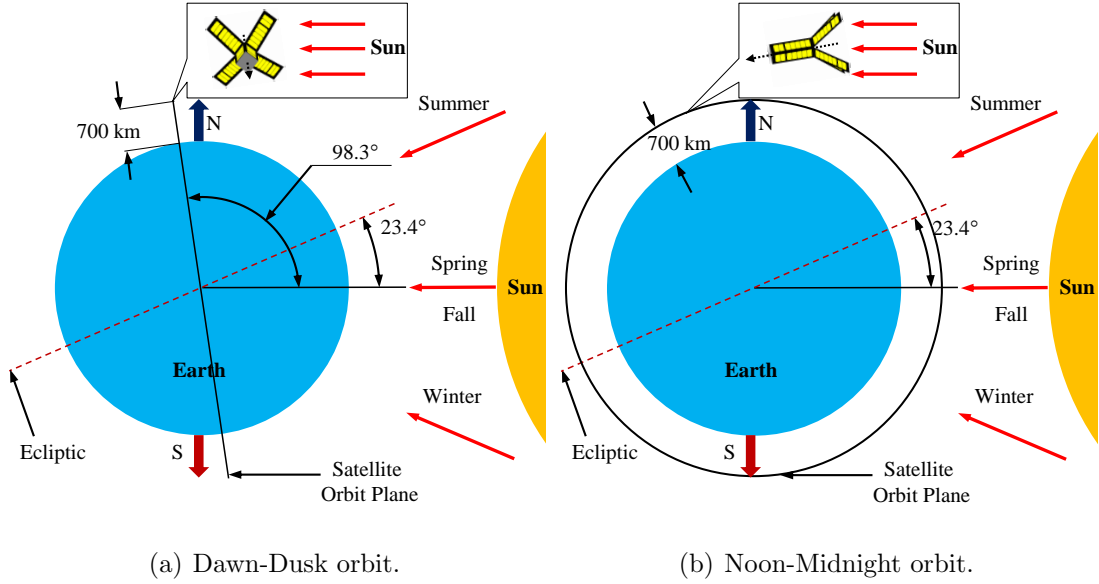 Sun
N
Summer
700 km
98.3°
23.4°
Spring
Sun
Fall
Earth
Winter
Ecliptic
S
Satellite
Orbit Plane
(a) Dawn-Dusk orbit.
Sun
N
Summer
700 km
23.4°
Spring
Sun
Fall
Earth
Winter
Ecliptic
S
Satellite
Orbit Plane
(b) Noon-Midnight orbit.